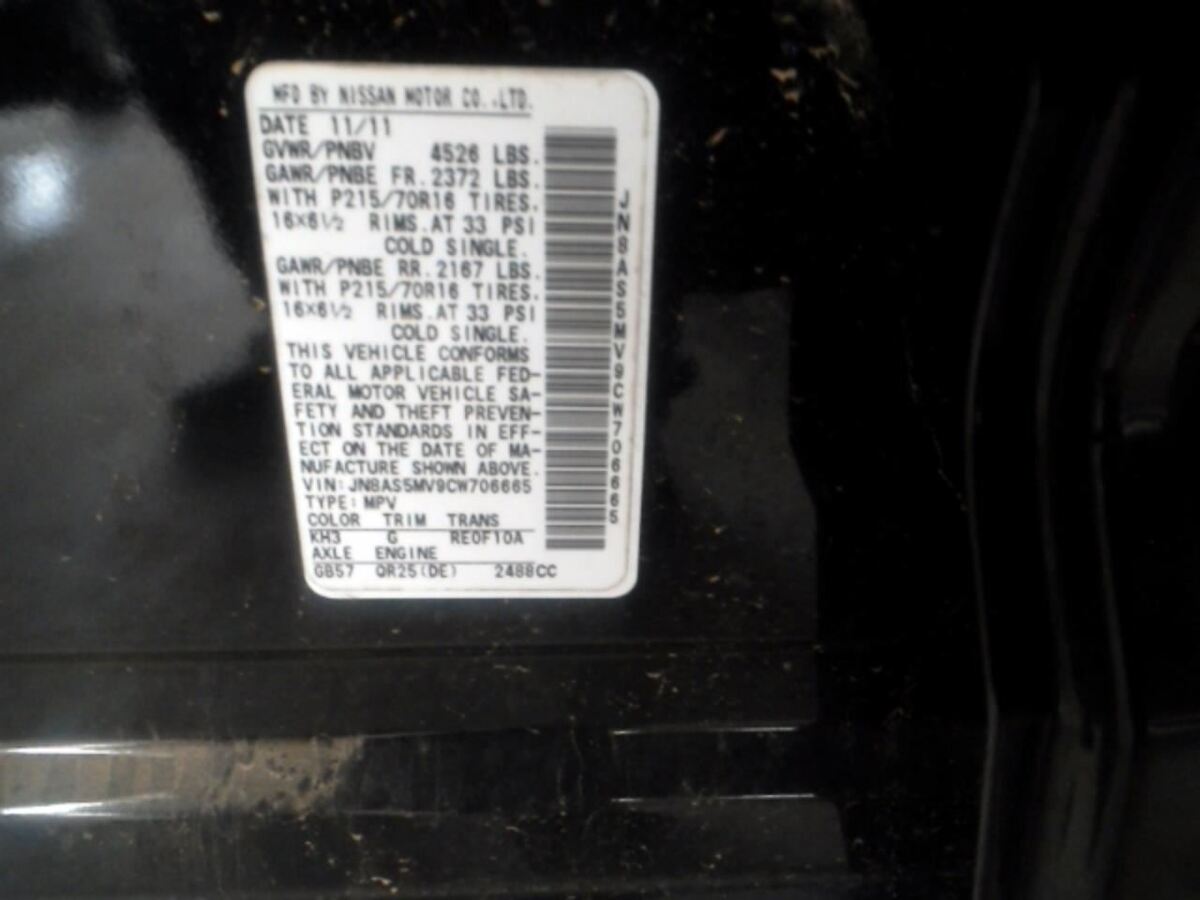 MFD BY NISSAN MOTOR CO.,LTD.
DATE 11/11
GVWR/PNBV 4526 LBS.
GAWR/PNBE FR.2372 LBS.
WITH P215/70R16 TIRES.
16X6½ RIMS.AT 33 PSI
COLD SINGLE.
GAWR/PNBE RR.2167 LBS.
WITH P215/70R16 TIRES.
16X6½ RIMS.AT 33 PSI
COLD SINGLE.
THIS VEHICLE CONFORMS
TO ALL APPLICABLE FED-
ERAL MOTOR VEHICLE SA-
FETY AND THEFT PREVEN-
TION STANDARDS IN EFF-
ECT ON THE DATE OF MA-
NUFACTURE SHOWN ABOVE.
VIN:JN8AS5MV9CW706665
TYPE:MPV
COLOR TRIM TRANS
KH3 G RE0F10A
AXLE ENGINE
GB57 QR25(DE) 2488CC
JN8AS5MV9CW706665